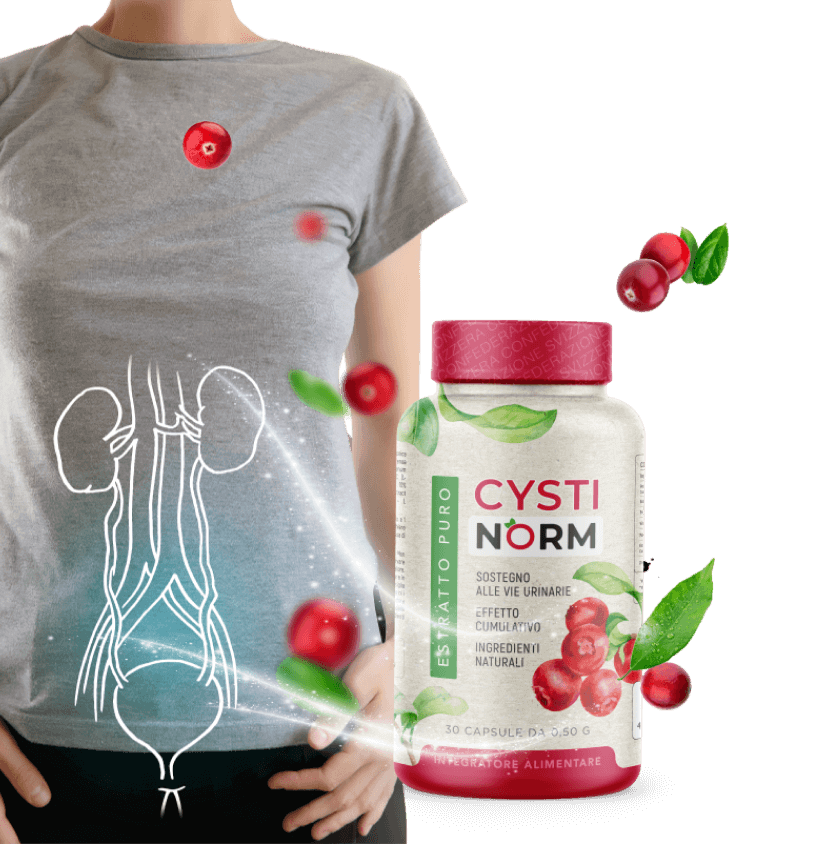 CYSTI
NORM
ESTRATTO PURO
SOSTEGNO
ALLE VIE URINARIE
EFFETTO
CUMULATIVO
INGREDIENTI
NATURALI
30 CAPSULE DA 0,50 G
INTEGRATORE ALIMENTARE